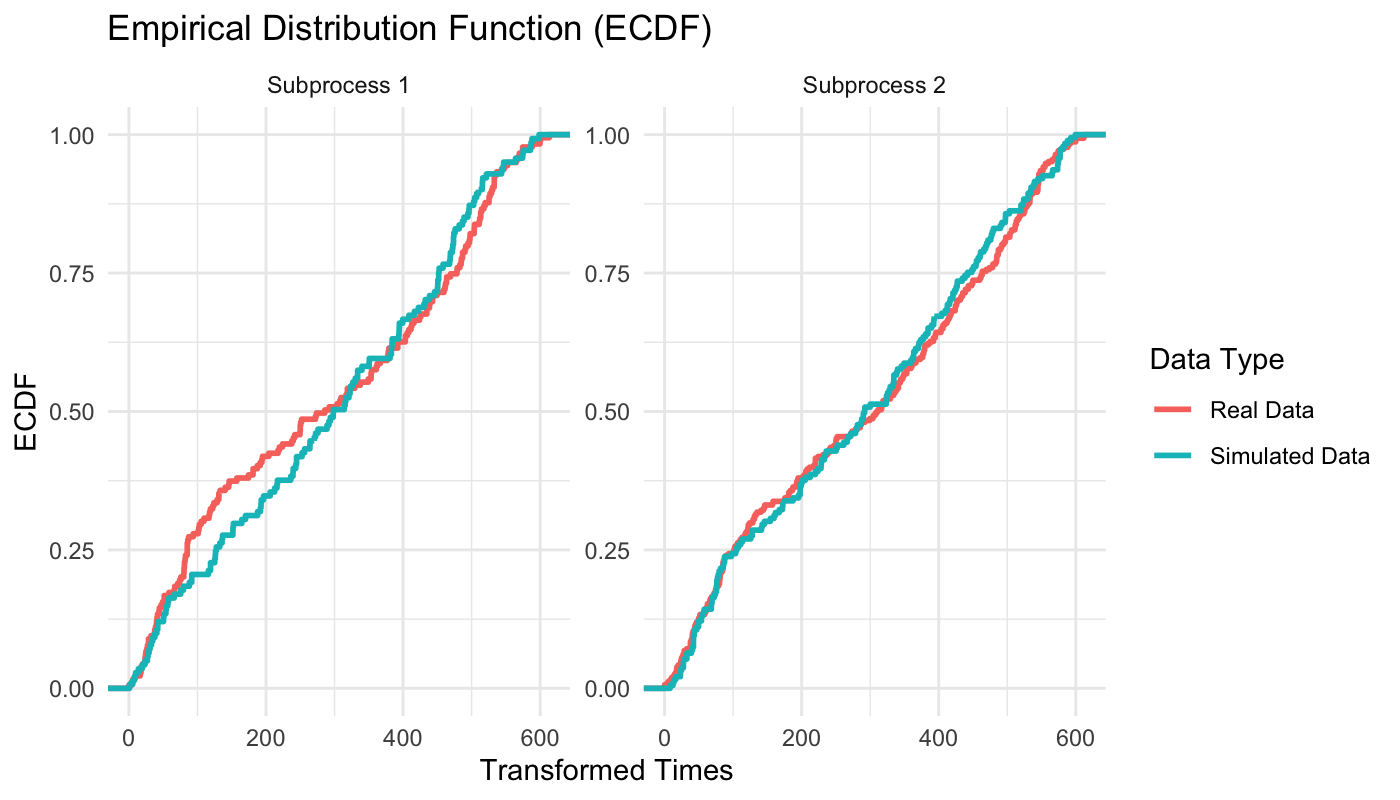 Empirical Distribution Function (ECDF)
Subprocess 1
Subprocess 2
1.00
0.75
0.50
0.25
0.00
1.00
0.75
0.50
0.25
0.00
ECDF
0 200 400 600
0 200 400 600
Transformed Times
Data Type
Real Data
Simulated Data